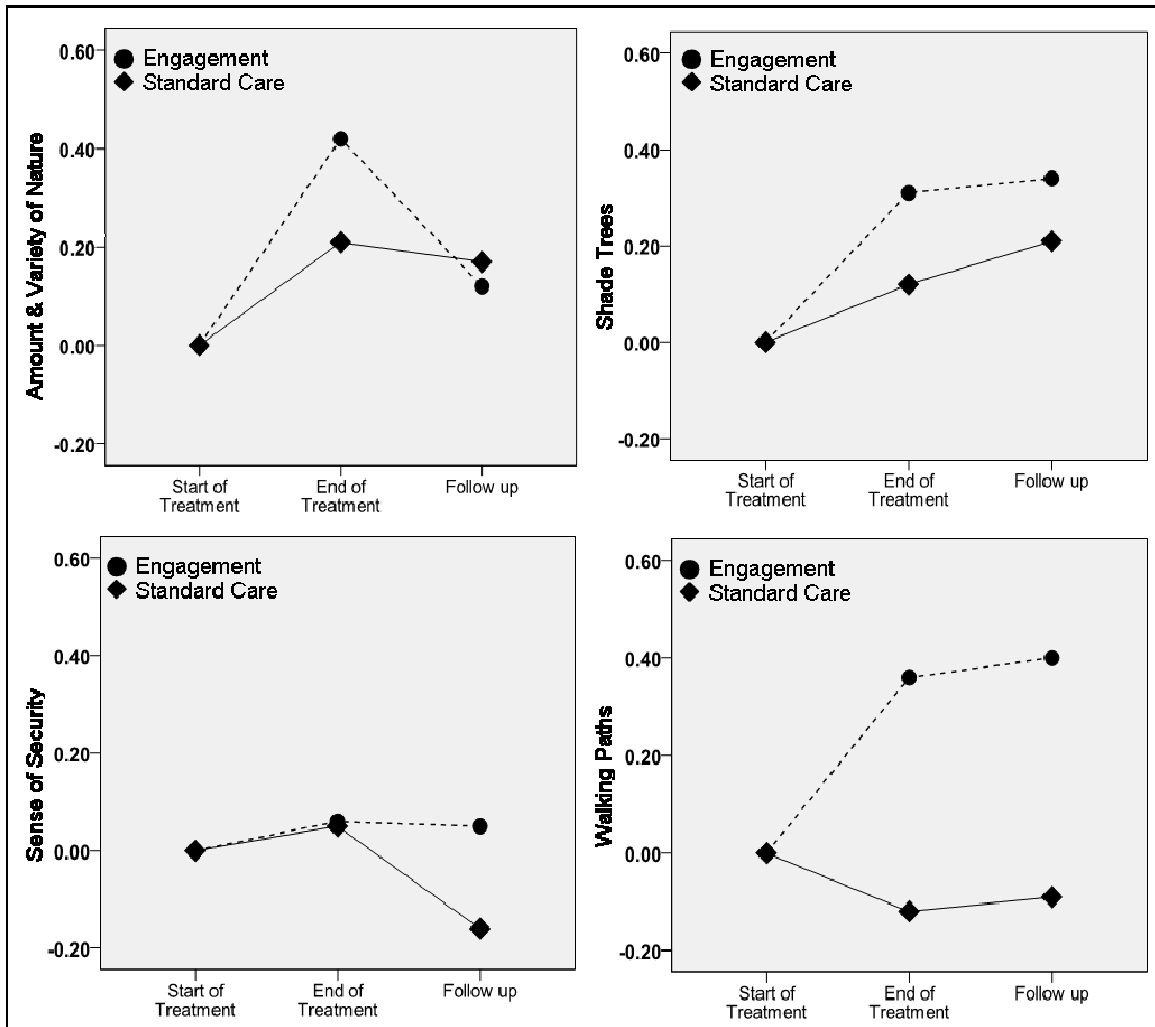 Amount & Variety of Nature
0.60
0.40
0.20
0.00
-0.20
Engagement
Standard Care
Start of
Treatment
End of
Treatment
Follow up
Shade Trees
0.60
0.40
0.20
0.00
-0.20
Engagement
Standard Care
Start of
Treatment
End of
Treatment
Follow up
Sense of Security
0.60
0.40
0.20
0.00
-0.20
Engagement
Standard Care
Start of
Treatment
End of
Treatment
Follow up
Walking Paths
0.60
0.40
0.20
0.00
-0.20
Engagement
Standard Care
Start of
Treatment
End of
Treatment
Follow up